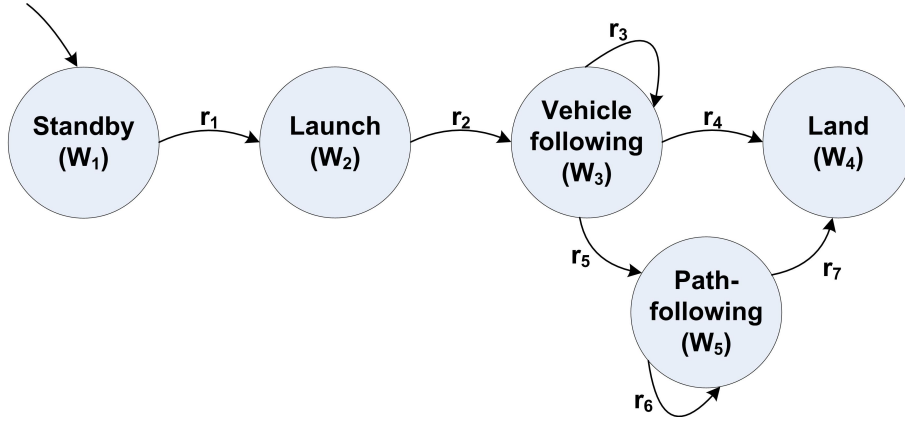 Standby
(W₁)
r₁
Launch
(W₂)
r₂
Vehicle
following
(W₃)
r₃
r₄
Land
(W₄)
r₅
Path-
following
(W₅)
r₆
r₇